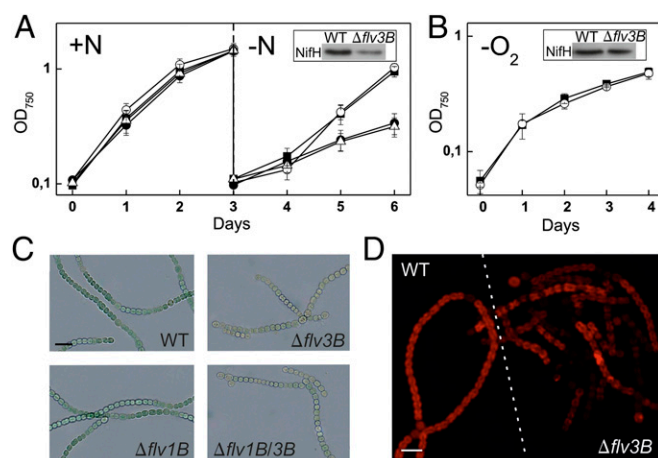 A
+N
-N
WT Δflv3B
NifH
OD750
1
0,1
0 1 2 3 4 5 6
Days
B
-O2
WT Δflv3B
NifH
OD750
1
0,1
0 1 2 3 4
Days
C
WT
Δflv3B
Δflv1B
Δflv1B/3B
D
WT
Δflv3B